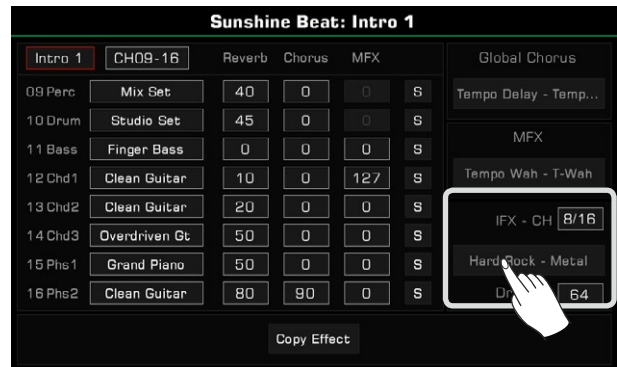 Sunshine Beat: Intro 1
Intro 1 CH09-16 Reverb Chorus MFX
09 Perc Mix Set 40 0 0 S
10 Drum Studio Set 45 0 0 S
11 Bass Finger Bass 0 0 0 S
12 Chd1 Clean Guitar 10 0 127 S
13 Chd2 Clean Guitar 20 0 0 S
14 Chd3 Overdriven Gt 50 0 0 S
15 Phs1 Grand Piano 50 0 0 S
16 Phs2 Clean Guitar 80 90 0 S
Global Chorus
Tempo Delay - Temp...
MFX
Tempo Wah - T-Wah
IFX - CH 8/16
Hard Rock - Metal
64
Copy Effect